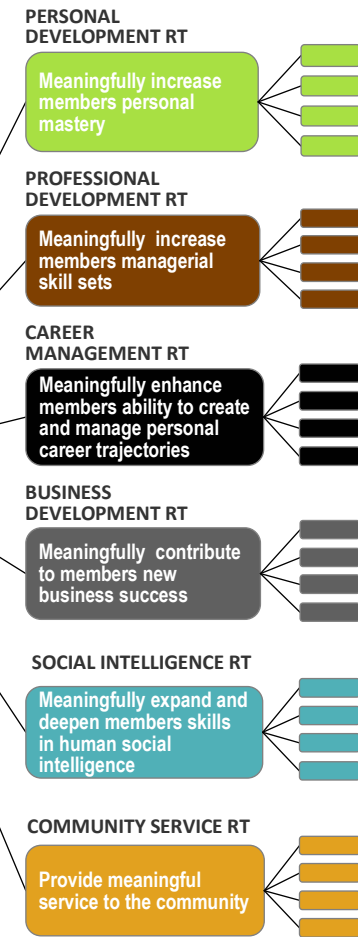 PERSONAL
DEVELOPMENT RT
Meaningfully increase
members personal
mastery
PROFESSIONAL
DEVELOPMENT RT
Meaningfully increase
members managerial
skill sets
CAREER
MANAGEMENT RT
Meaningfully enhance
members ability to create
and manage personal
career trajectories
BUSINESS
DEVELOPMENT RT
Meaningfully contribute
to members new
business success
SOCIAL INTELLIGENCE RT
Meaningfully expand and
deepen members skills
in human social
intelligence
COMMUNITY SERVICE RT
Provide meaningful
service to the community